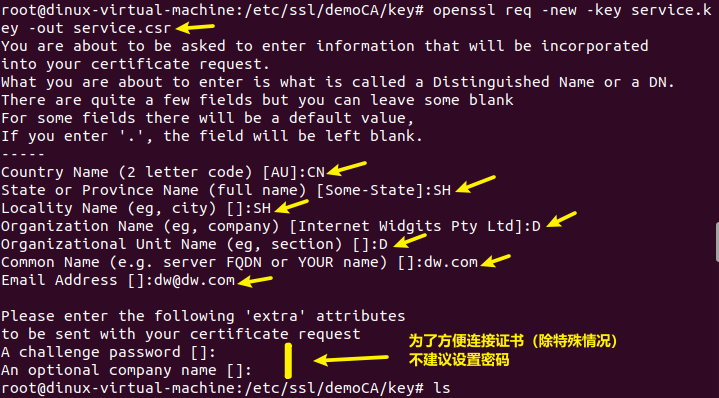 root@dinux-virtual-machine:/etc/ssl/demoCA/key# openssl req -new -key service.k
ey -out service.csr
You are about to be asked to enter information that will be incorporated
into your certificate request.
What you are about to enter is what is called a Distinguished Name or a DN.
There are quite a few fields but you can leave some blank
For some fields there will be a default value,
If you enter '.', the field will be left blank.
-----
Country Name (2 letter code) [AU]:CN
State or Province Name (full name) [Some-State]:SH
Locality Name (eg, city) []:SH
Organization Name (eg, company) [Internet Widgits Pty Ltd]:D
Organizational Unit Name (eg, section) []:D
Common Name (e.g. server FQDN or YOUR name) []:dw.com
Email Address []:dw@dw.com
Please enter the following 'extra' attributes
to be sent with your certificate request
A challenge password []:
An optional company name []:
为了方便连接证书（除特殊情况）
不建议设置密码
root@dinux-virtual-machine:/etc/ssl/demoCA/key# ls